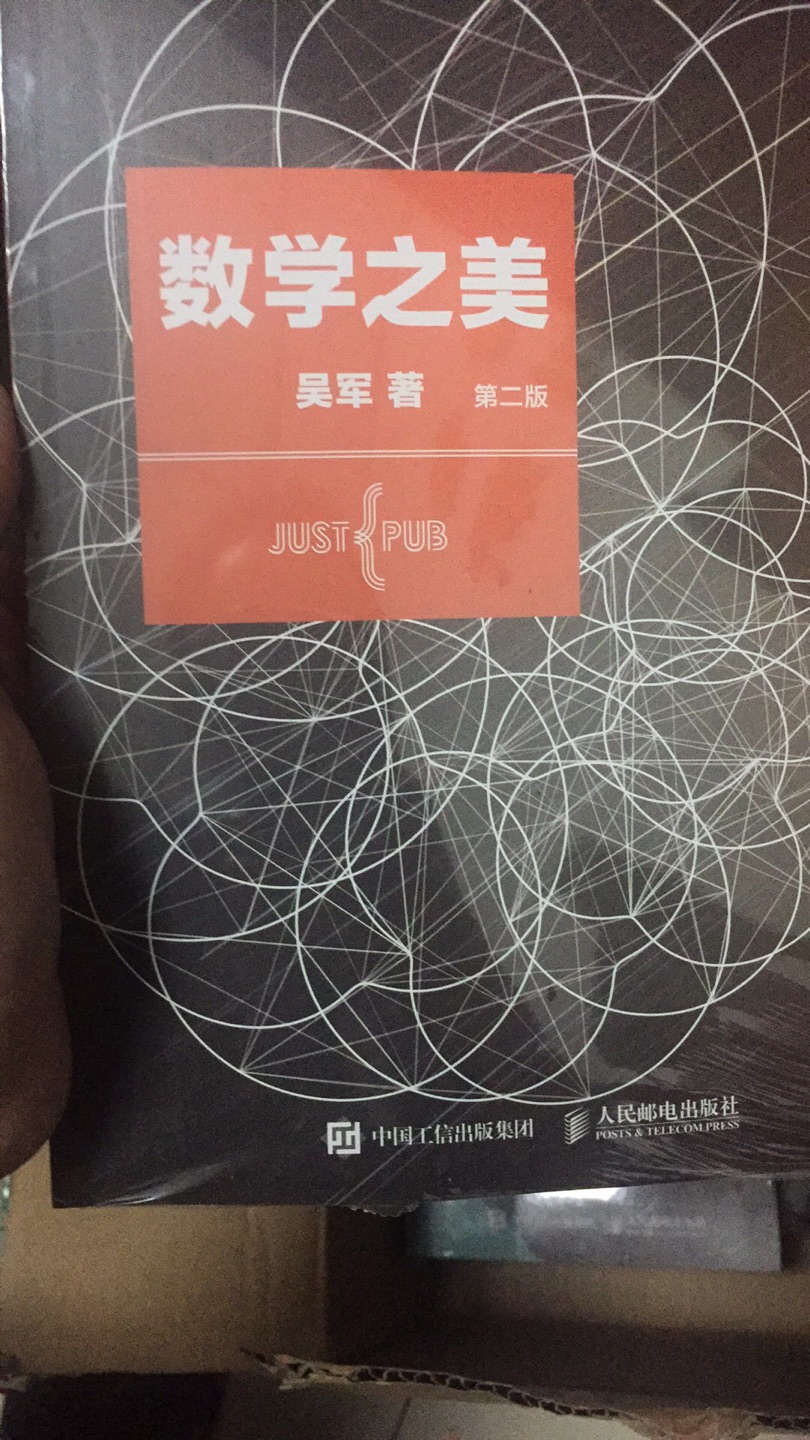 数学之美
吴军 著 第二版
JUST PUB
中国工信出版集团
人民邮电出版社
POSTS & TELECOM PRESS